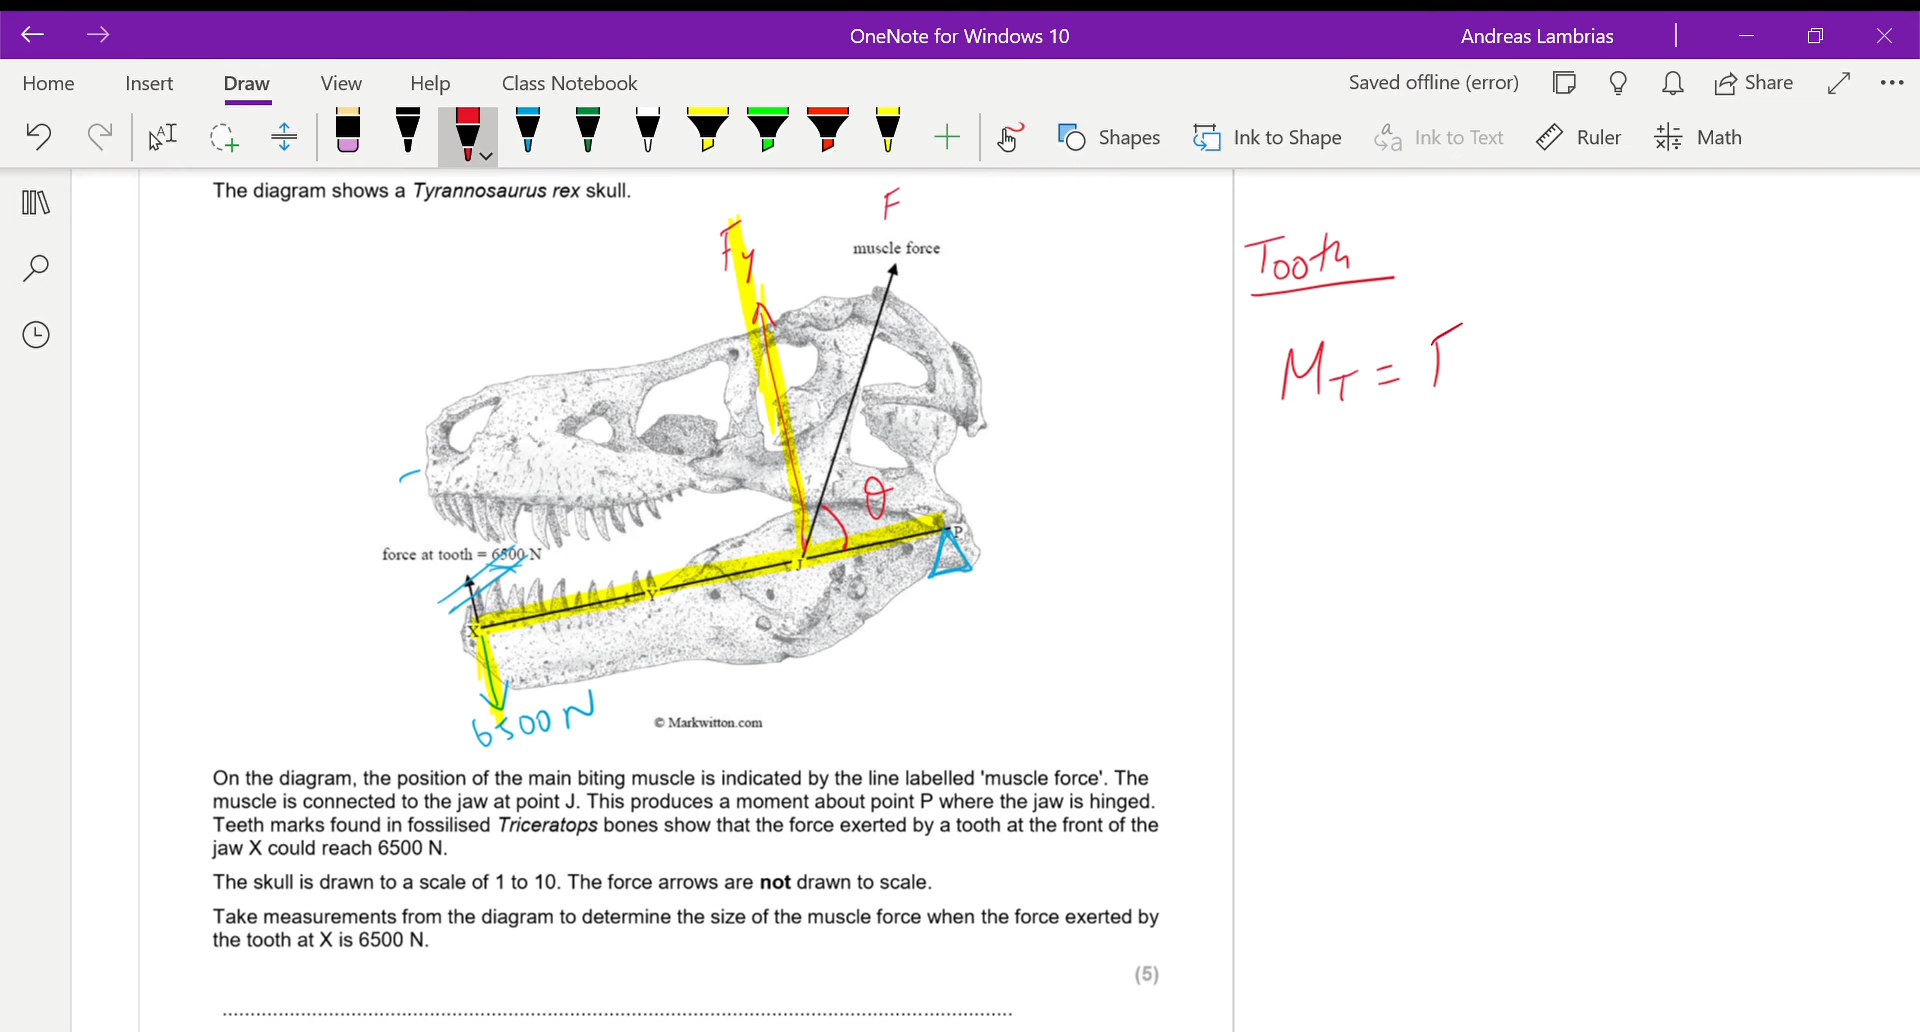 OneNote for Windows 10
Andreas Lambrias
Home Insert Draw View Help Class Notebook
Saved offline (error)
Share
Shapes
Ink to Shape
Ink to Text
Ruler
Math
The diagram shows a Tyrannosaurus rex skull.
F
Fy
muscle force
Tooth
M_T = F
θ
P
force at tooth = 6500 N
J
Y
X
6500 N
© Markwitton.com
On the diagram, the position of the main biting muscle is indicated by the line labelled 'muscle force'. The
muscle is connected to the jaw at point J. This produces a moment about point P where the jaw is hinged.
Teeth marks found in fossilised Triceratops bones show that the force exerted by a tooth at the front of the
jaw X could reach 6500 N.
The skull is drawn to a scale of 1 to 10. The force arrows are not drawn to scale.
Take measurements from the diagram to determine the size of the muscle force when the force exerted by
the tooth at X is 6500 N.
(5)